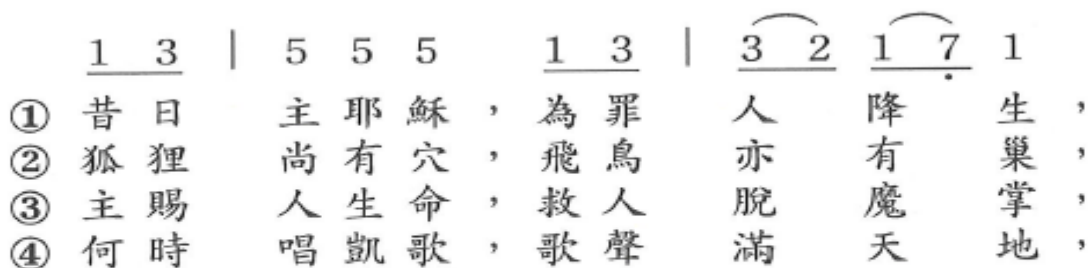 1 3 | 5 5 5 1 3 | 3 2 1 7̣ 1
① 昔日 主耶穌，為罪 人 降 生，
② 狐狸 尚有穴，飛鳥 亦 有 巢，
③ 主賜 人生命，救人 脫 魔 掌，
④ 何時 唱凱歌，歌聲 滿 天 地，